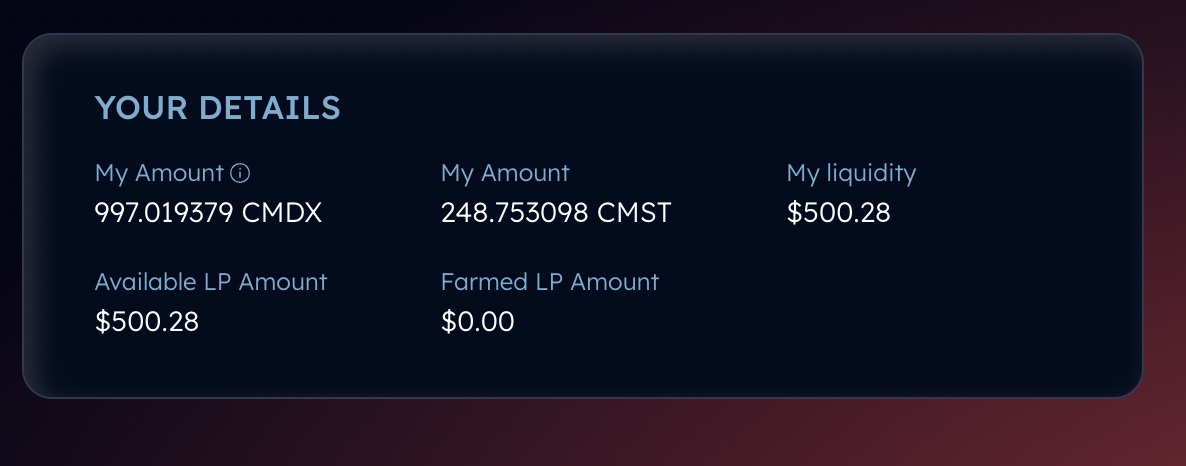 YOUR DETAILS
My Amount
My Amount
My liquidity
997.019379 CMDX
248.753098 CMST
$500.28
Available LP Amount
Farmed LP Amount
$500.28
$0.00